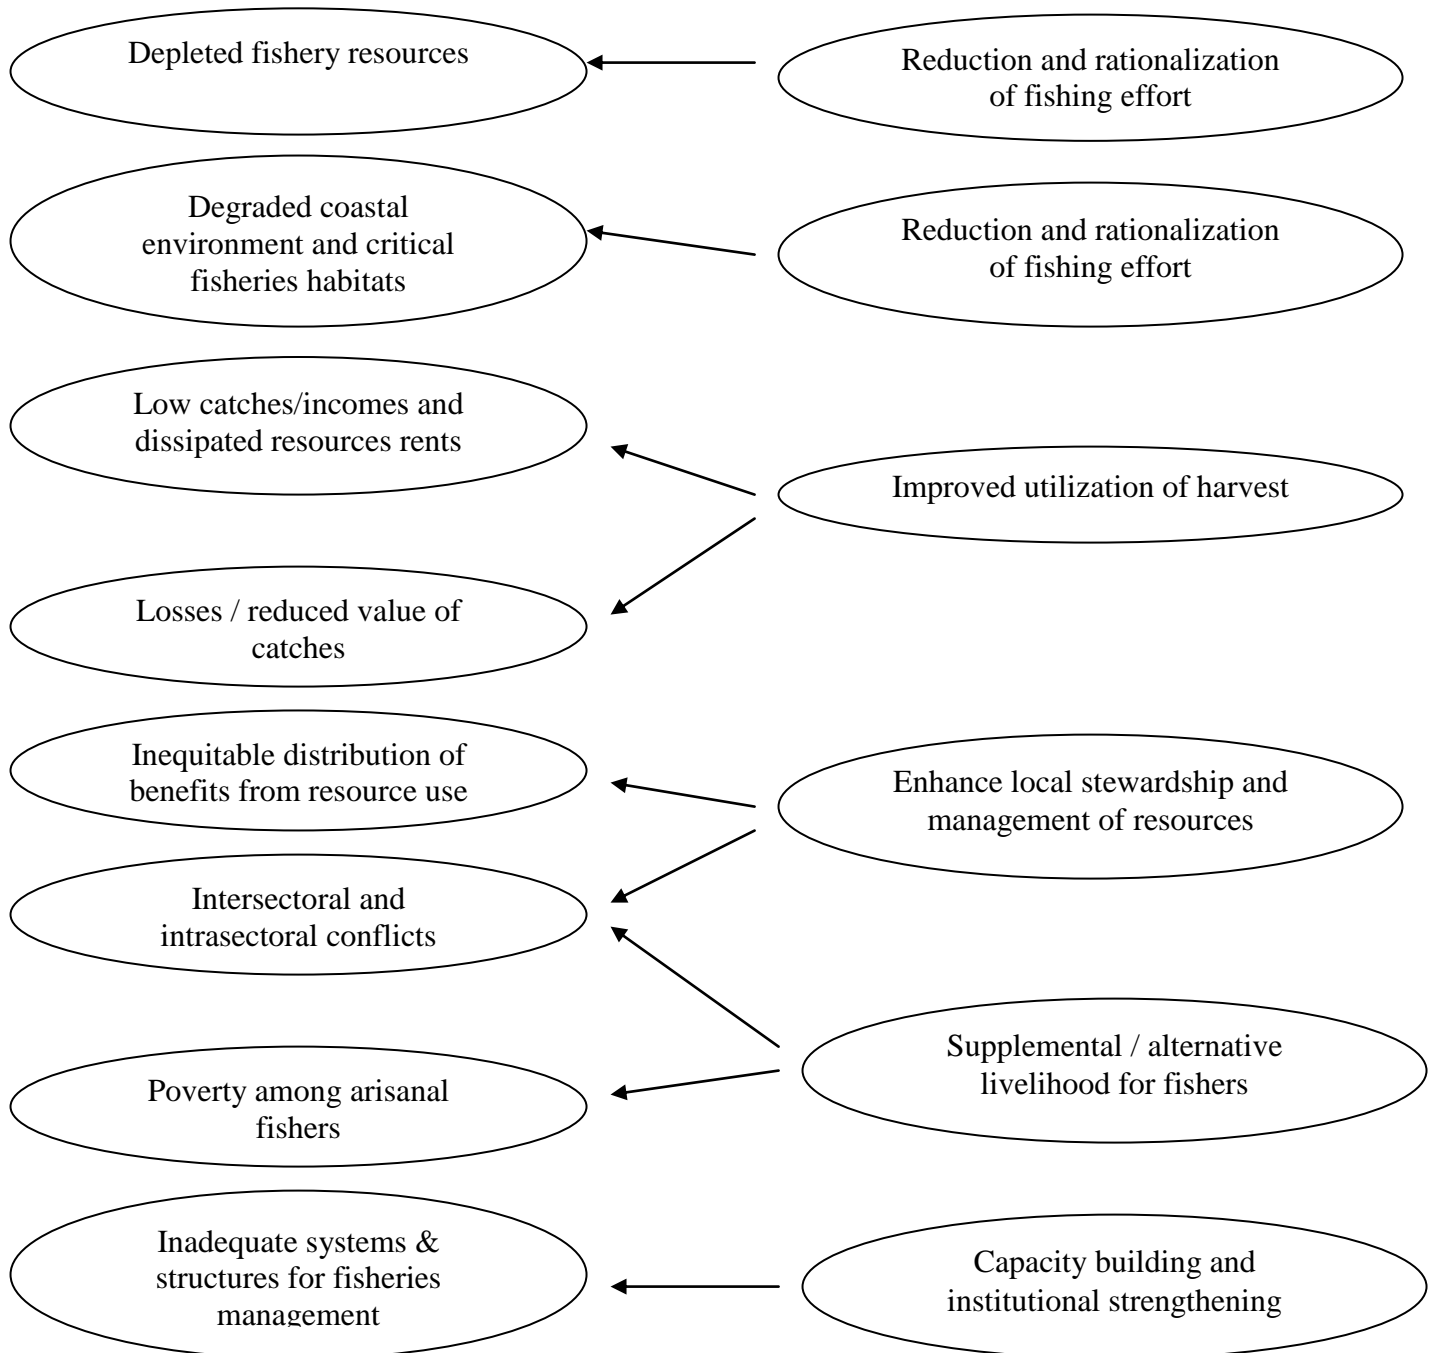 Depleted fishery resources
Reduction and rationalization
of fishing effort
Degraded coastal
environment and critical
fisheries habitats
Reduction and rationalization
of fishing effort
Low catches/incomes and
dissipated resources rents
Improved utilization of harvest
Losses / reduced value of
catches
Inequitable distribution of
benefits from resource use
Enhance local stewardship and
management of resources
Intersectoral and
intrasectoral conflicts
Supplemental / alternative
livelihood for fishers
Poverty among arisanal
fishers
Inadequate systems &
structures for fisheries
management
Capacity building and
institutional strengthening